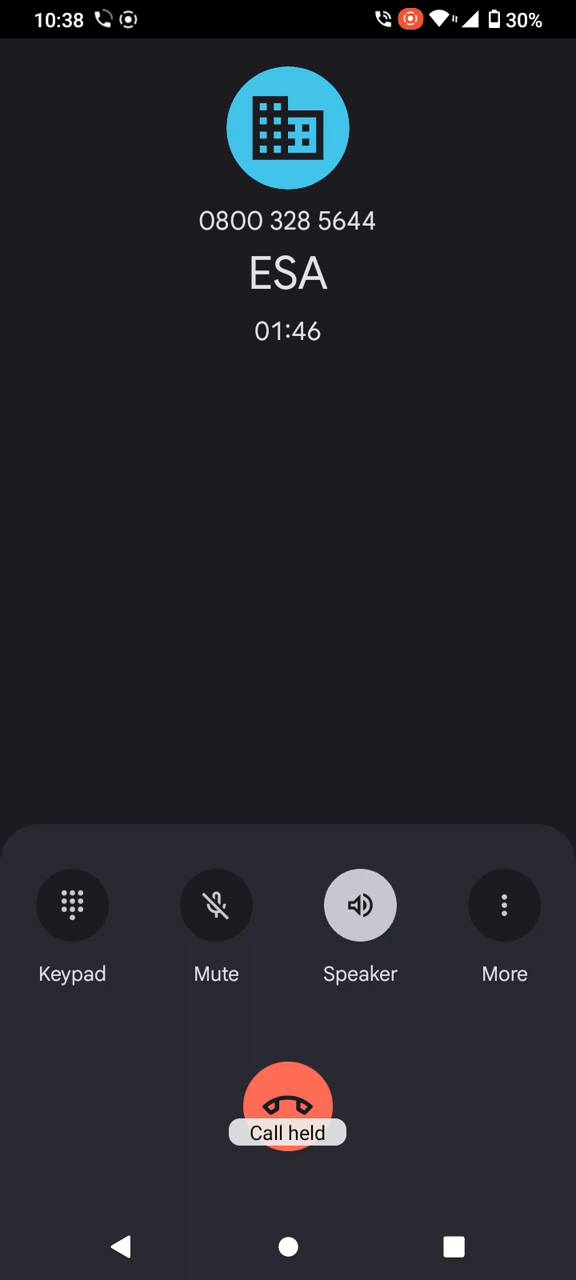 10:38
30%
0800 328 5644
ESA
01:46
Keypad
Mute
Speaker
More
Call held